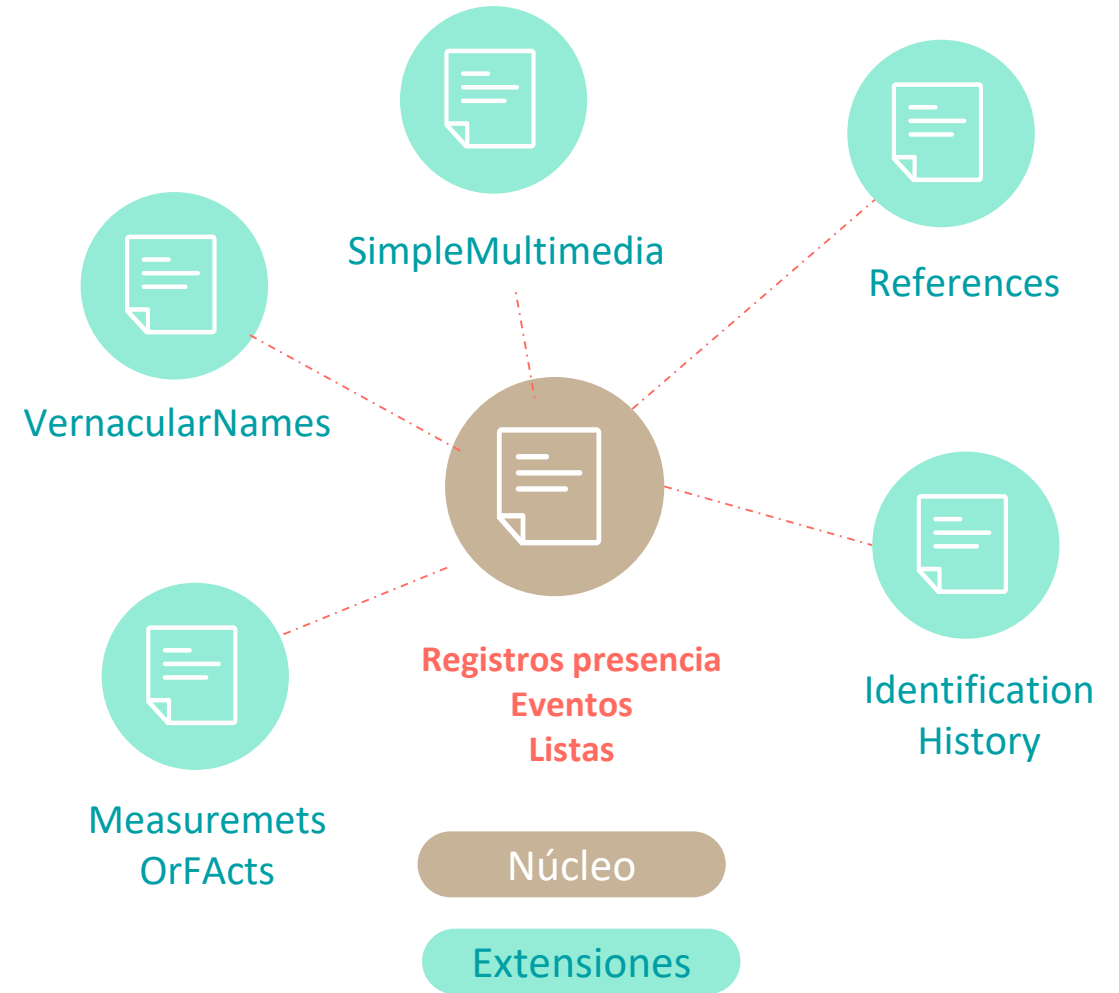 SimpleMultimedia
References
VernacularNames
Registros presencia
Eventos
Listas
Identification
History
Measuremets
OrFActs
Núcleo
Extensiones